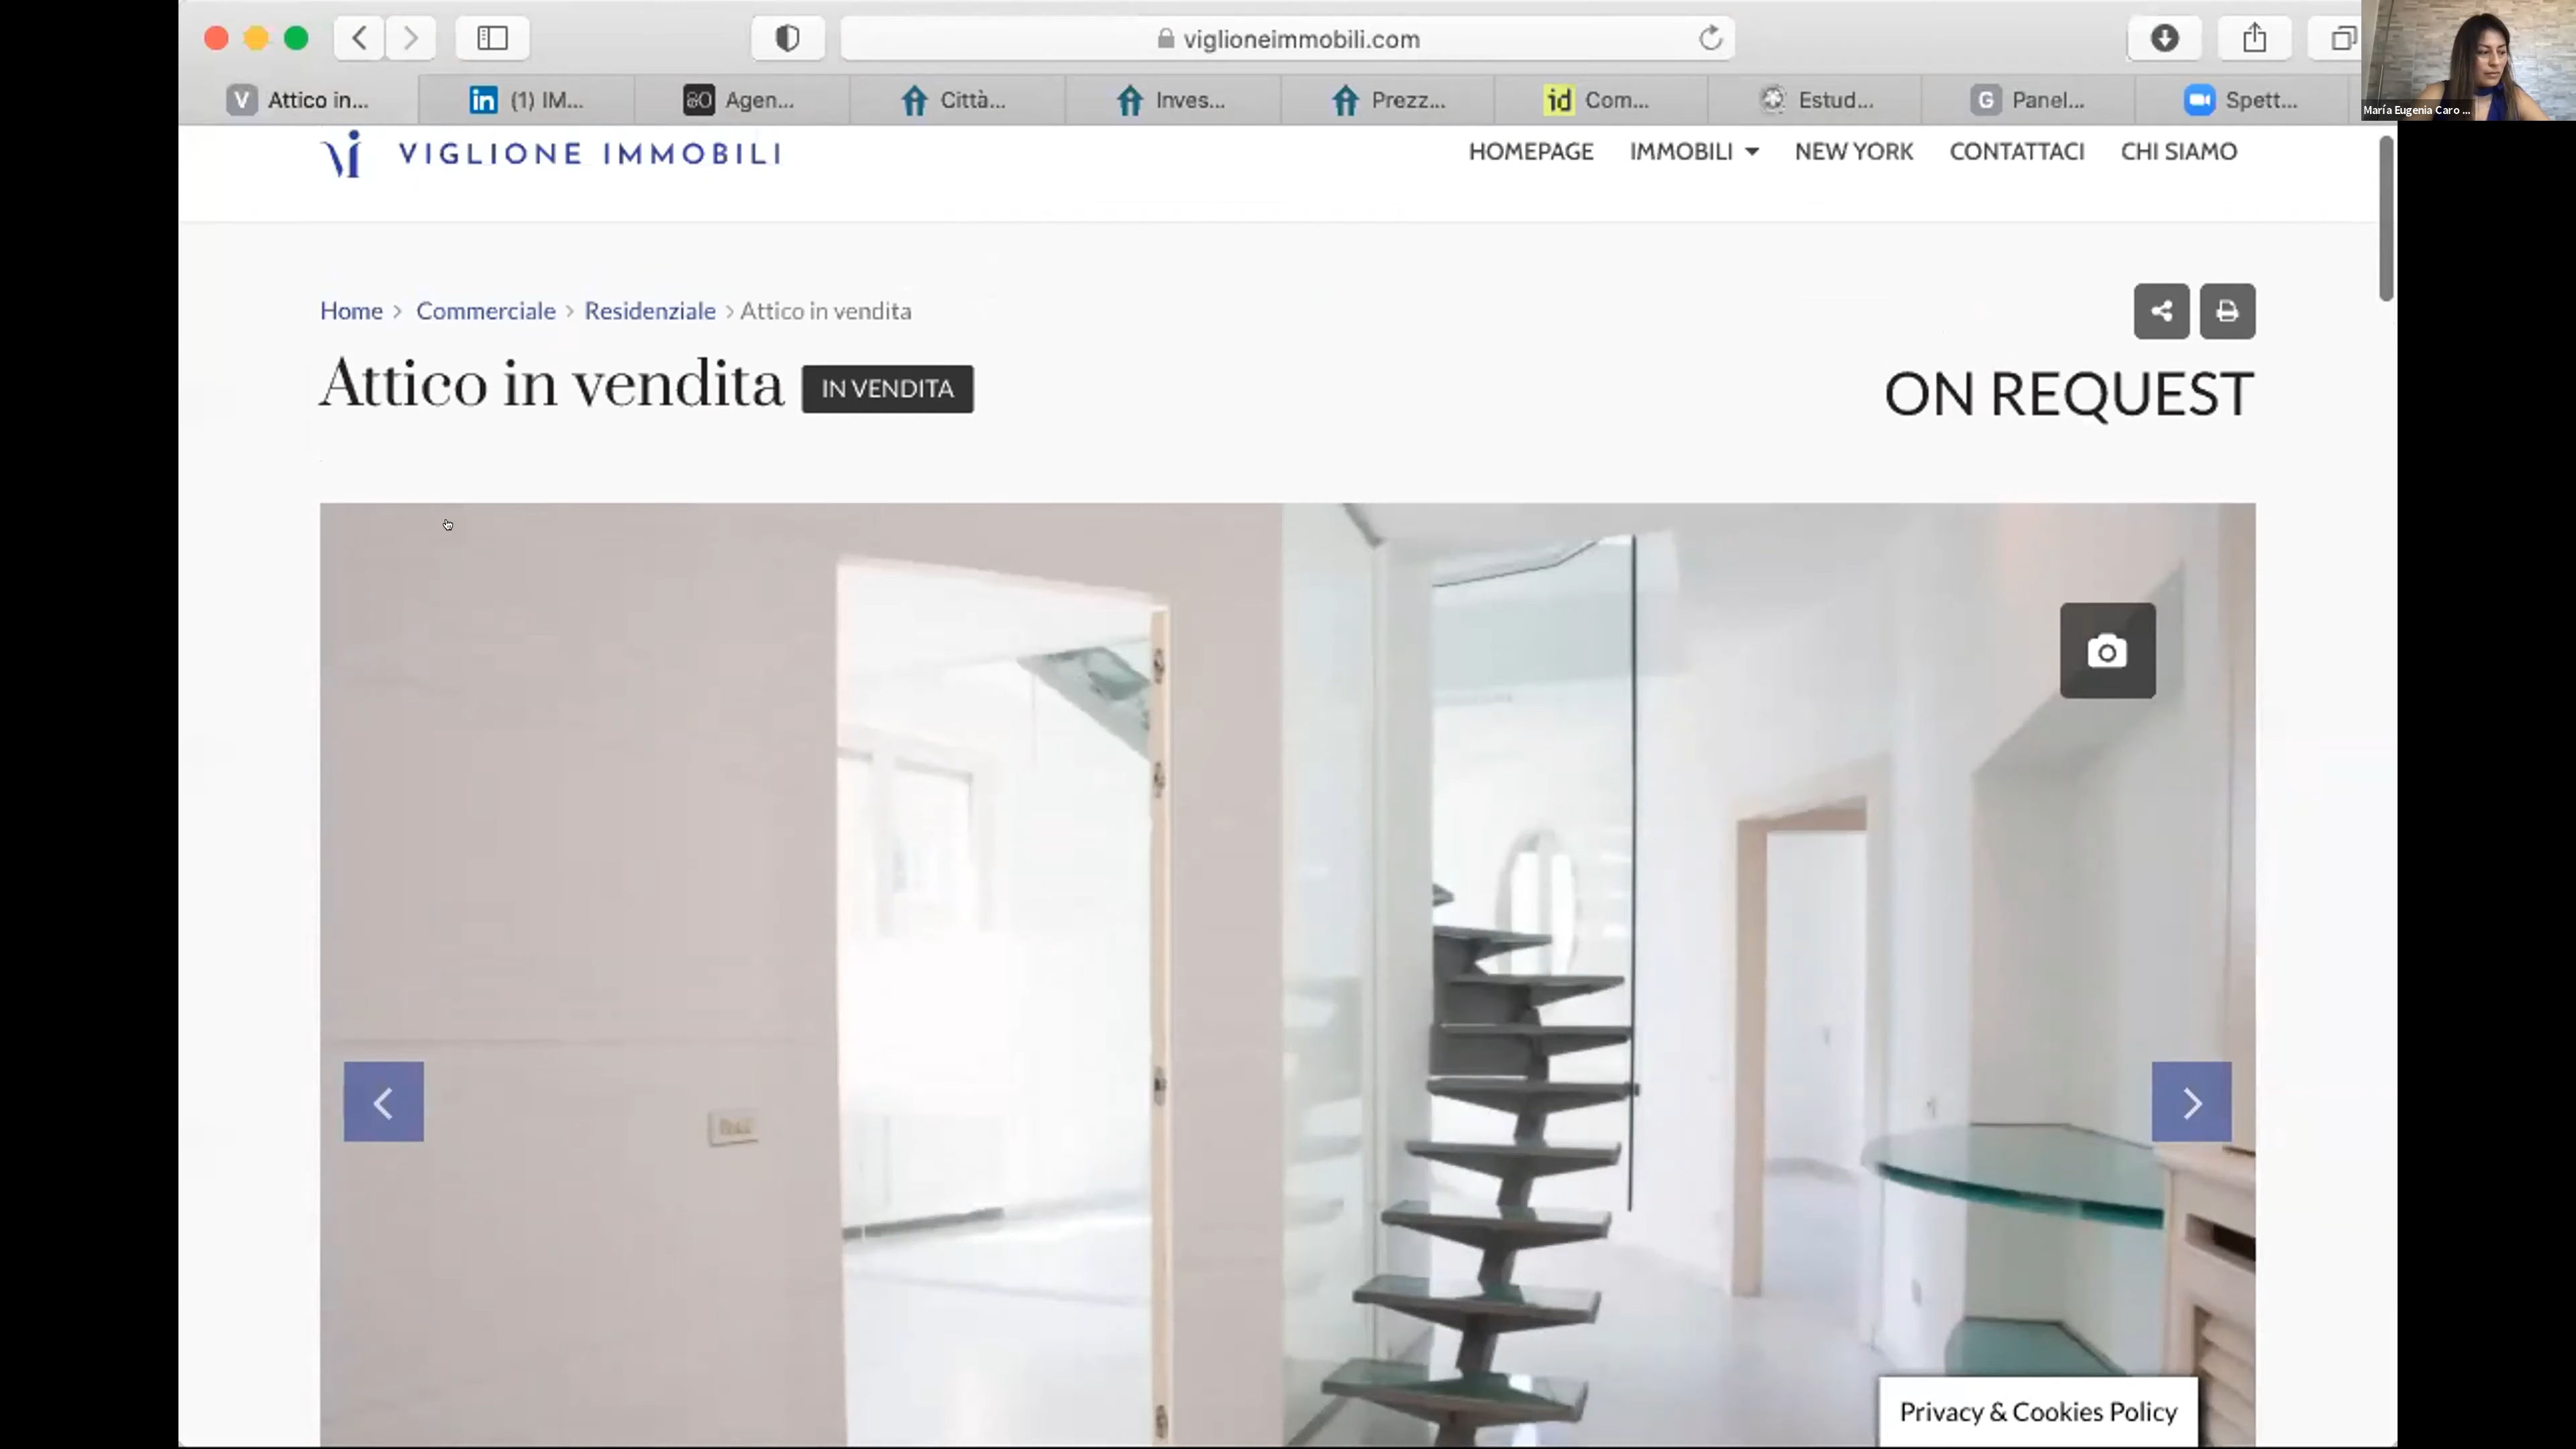 viglioneimmobili.com
María Eugenia Caro ...
V Attico in...
in (1) IM...
Agen...
Città...
Inves...
Prezz...
id Com...
Estud...
G Panel...
Spett...
VIGLIONE IMMOBILI
HOMEPAGE IMMOBILI NEW YORK CONTATTACI CHI SIAMO
Home > Commerciale > Residenziale > Attico in vendita
Attico in vendita IN VENDITA
ON REQUEST
Privacy & Cookies Policy